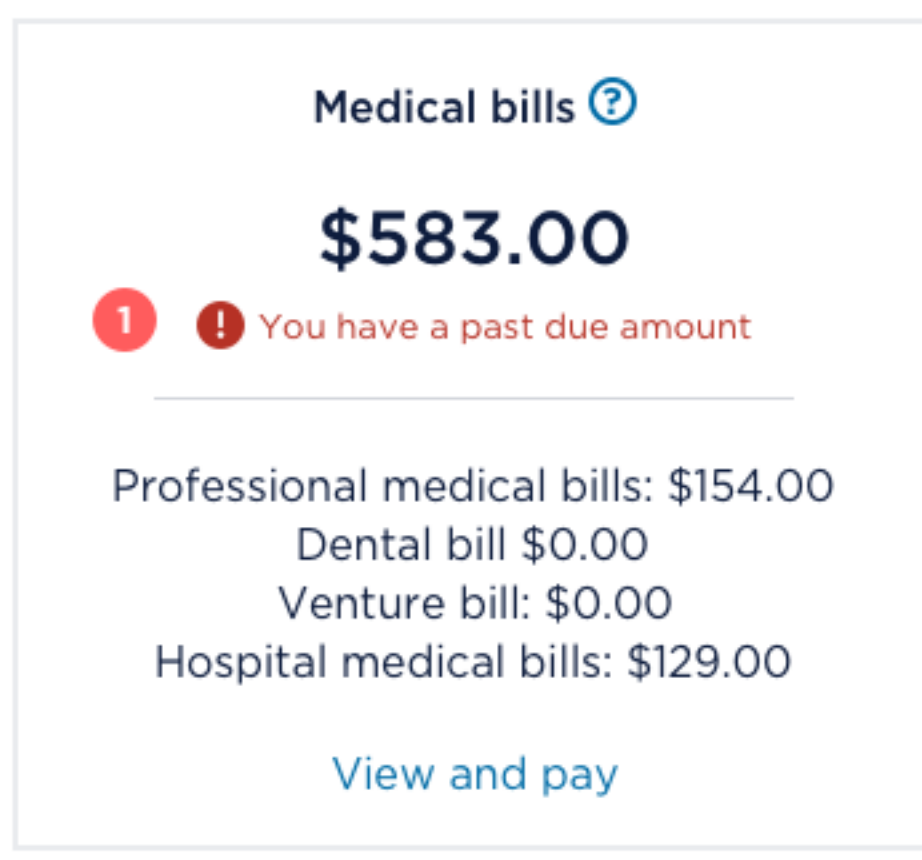 Medical bills ?
$583.00
1 ! You have a past due amount
Professional medical bills: $154.00
Dental bill $0.00
Venture bill: $0.00
Hospital medical bills: $129.00
View and pay